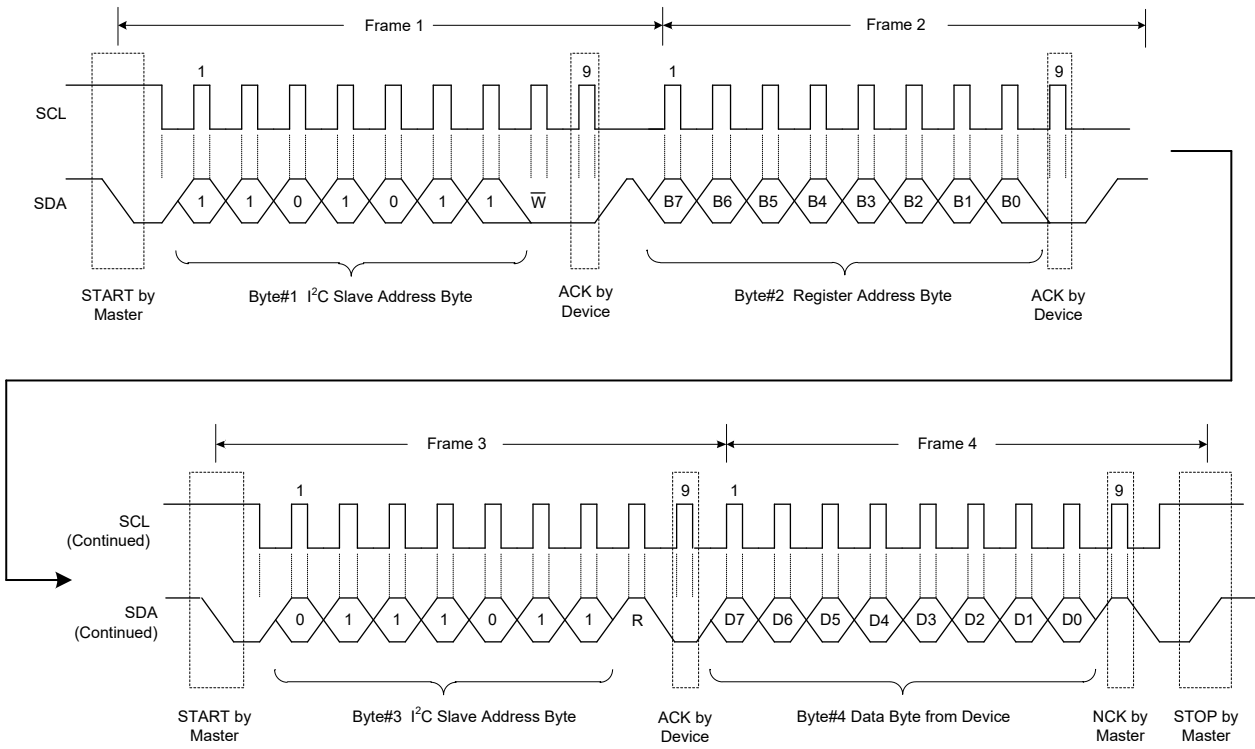 Frame 1 Frame 2
1 9 1 9
SCL
SDA 1 1 0 1 0 1 1 W̅ B7 B6 B5 B4 B3 B2 B1 B0
START by
Master
Byte#1 I²C Slave Address Byte
ACK by
Device
Byte#2 Register Address Byte
ACK by
Device
Frame 3 Frame 4
1 9 1 9
SCL
(Continued)
SDA
(Continued)
0 1 1 1 0 1 1 R D7 D6 D5 D4 D3 D2 D1 D0
START by
Master
Byte#3 I²C Slave Address Byte
ACK by
Device
Byte#4 Data Byte from Device
NCK by
Master
STOP by
Master